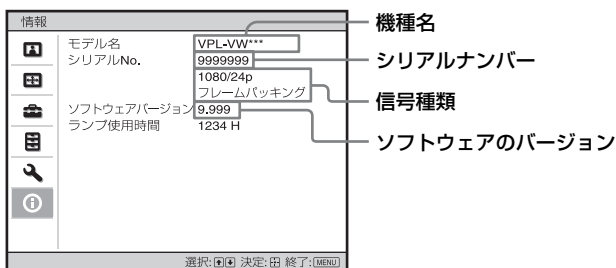 情報
モデル名 VPL-VW***
シリアルNo. 9999999
1080/24p
フレームパッキング
ソフトウェアバージョン 9.999
ランプ使用時間 1234 H
選択:↑↓ 決定: 終了:MENU
機種名
シリアルナンバー
信号種類
ソフトウェアのバージョン